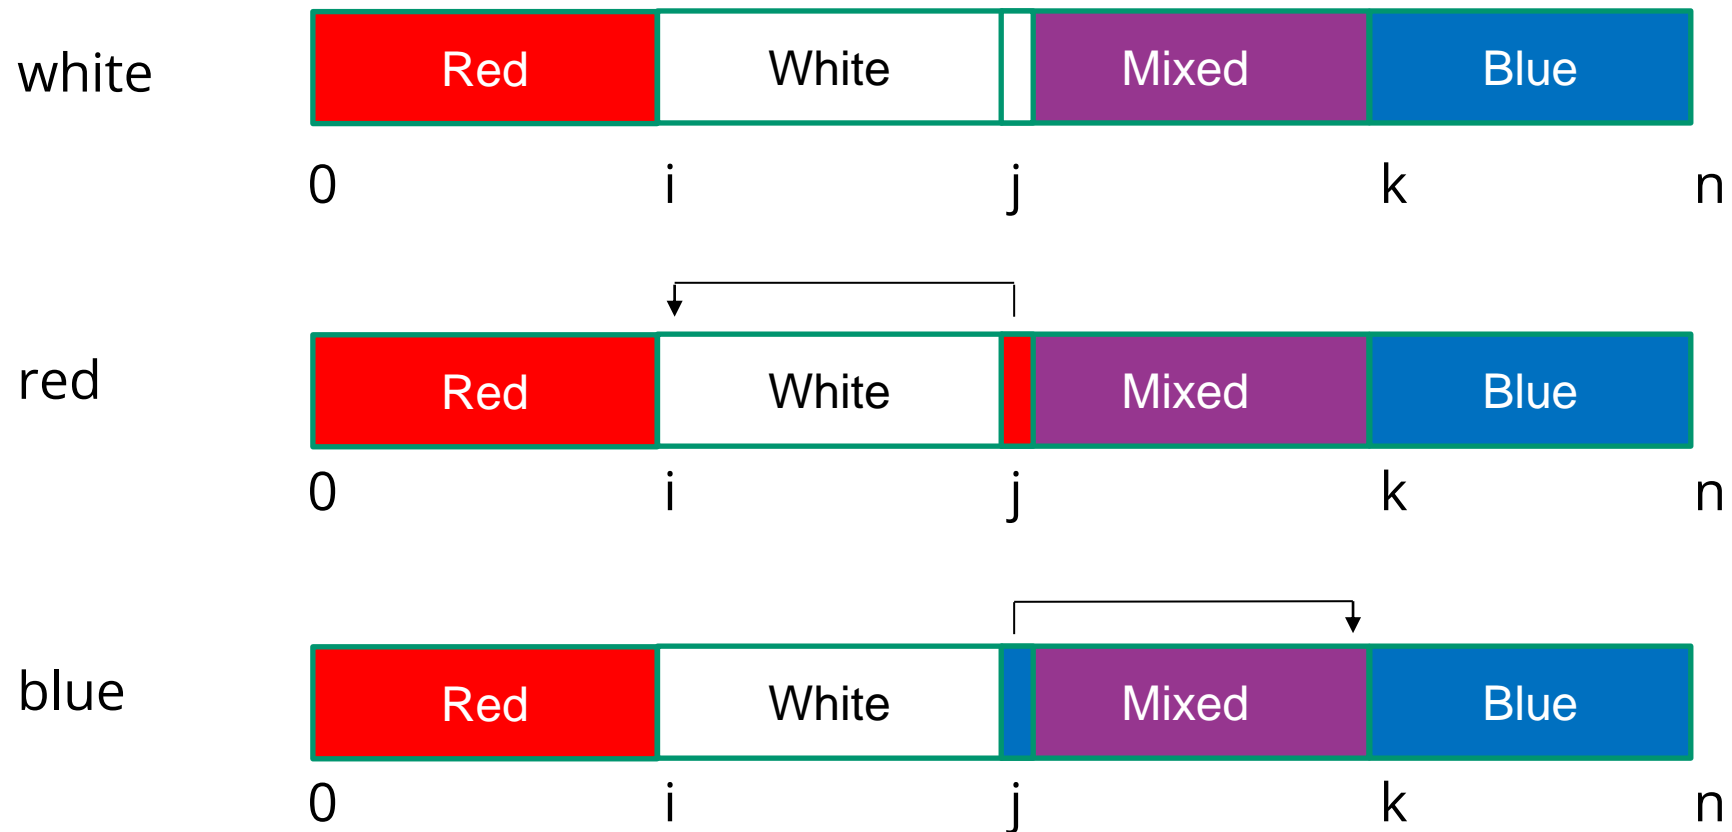 white Red White Mixed Blue
0 i j k n
red Red White Mixed Blue
0 i j k n
blue Red White Mixed Blue
0 i j k n